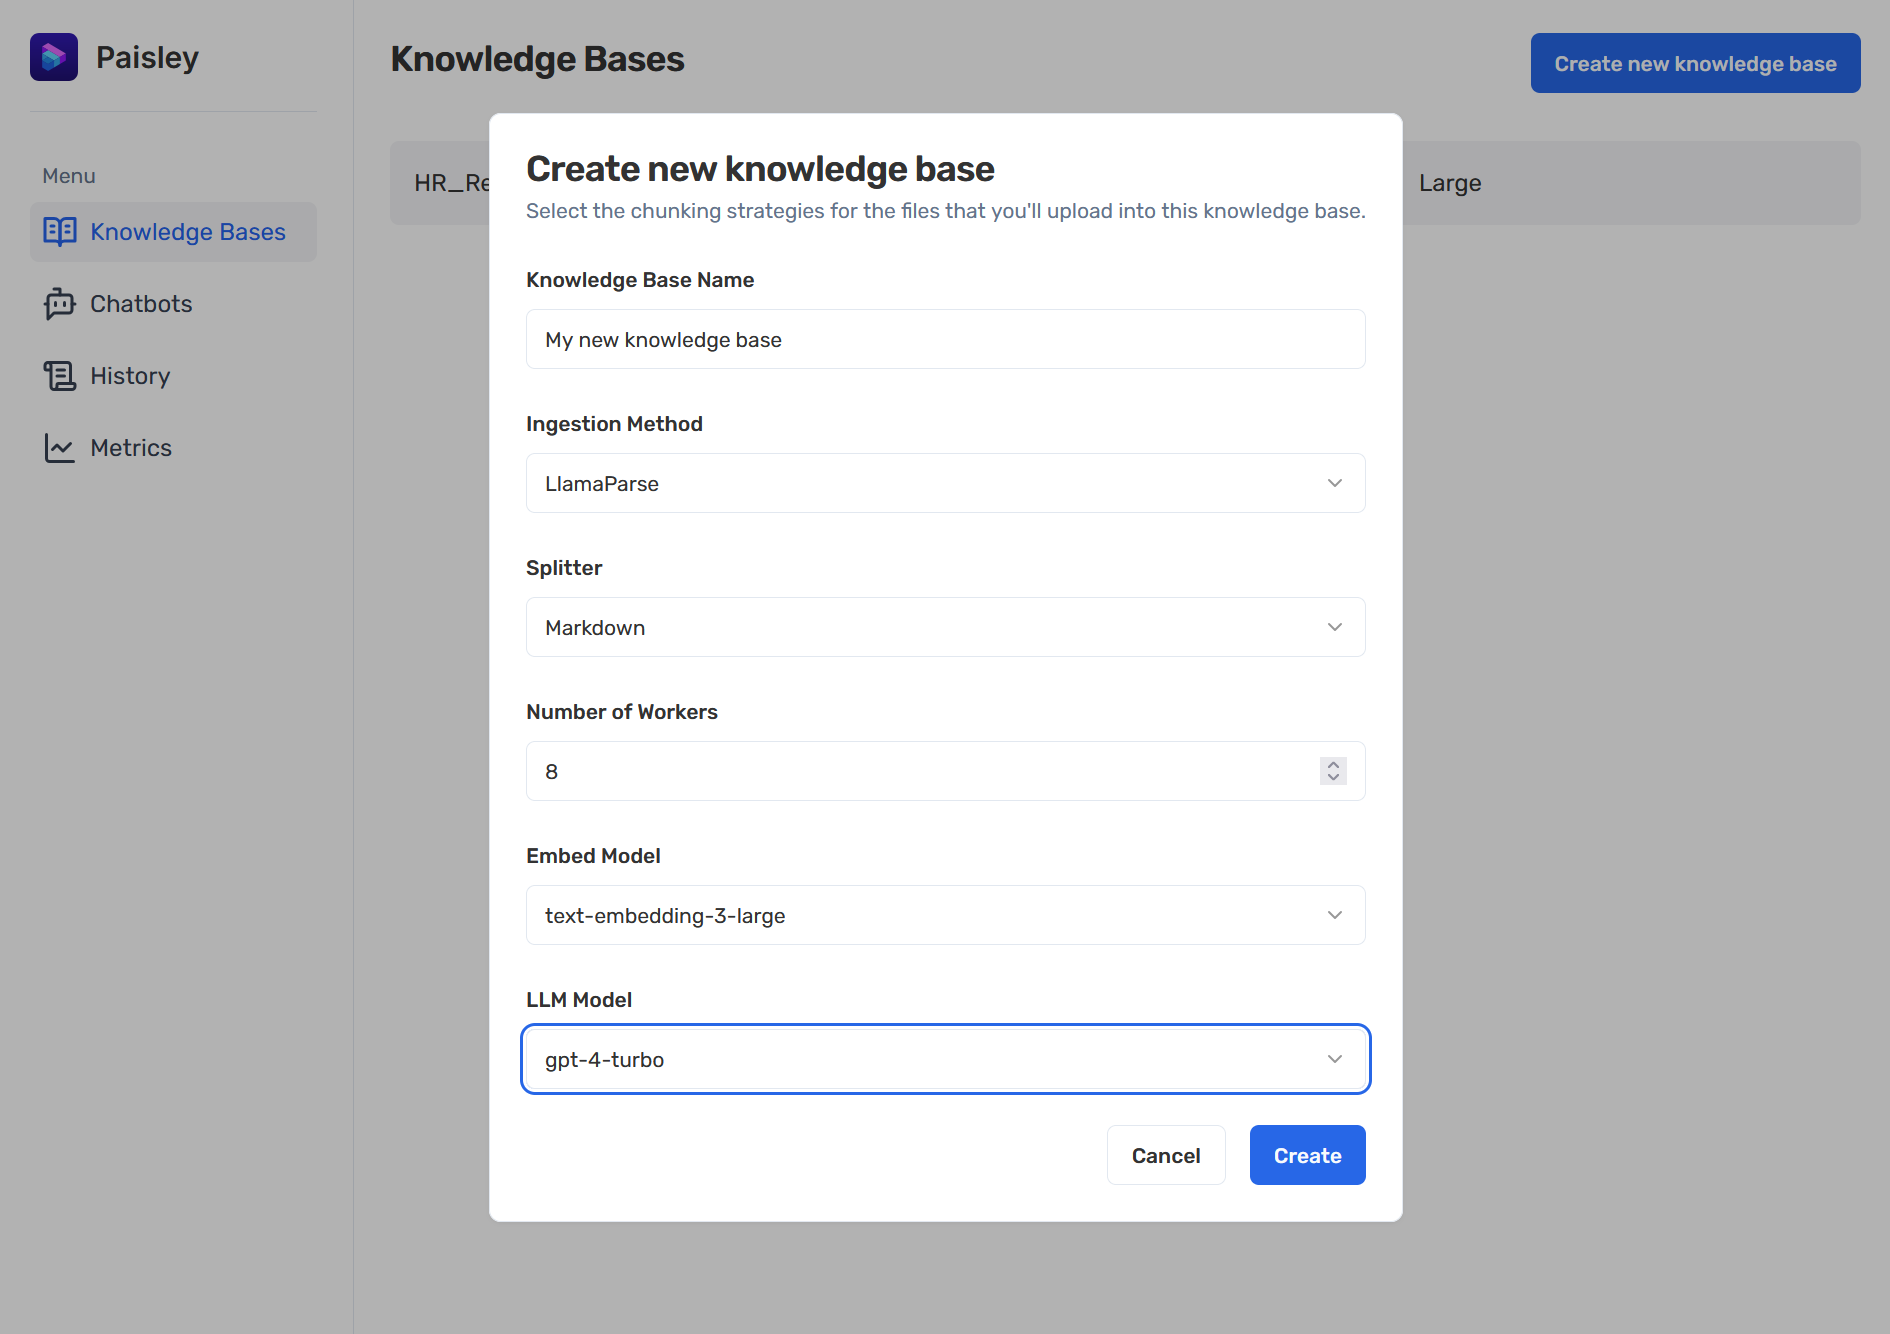 Paisley
Menu
Knowledge Bases
Chatbots
History
Metrics
Knowledge Bases
Create new knowledge base
HR_Re
Large
Create new knowledge base
Select the chunking strategies for the files that you'll upload into this knowledge base.
Knowledge Base Name
My new knowledge base
Ingestion Method
LlamaParse
Splitter
Markdown
Number of Workers
8
Embed Model
text-embedding-3-large
LLM Model
gpt-4-turbo
Cancel
Create